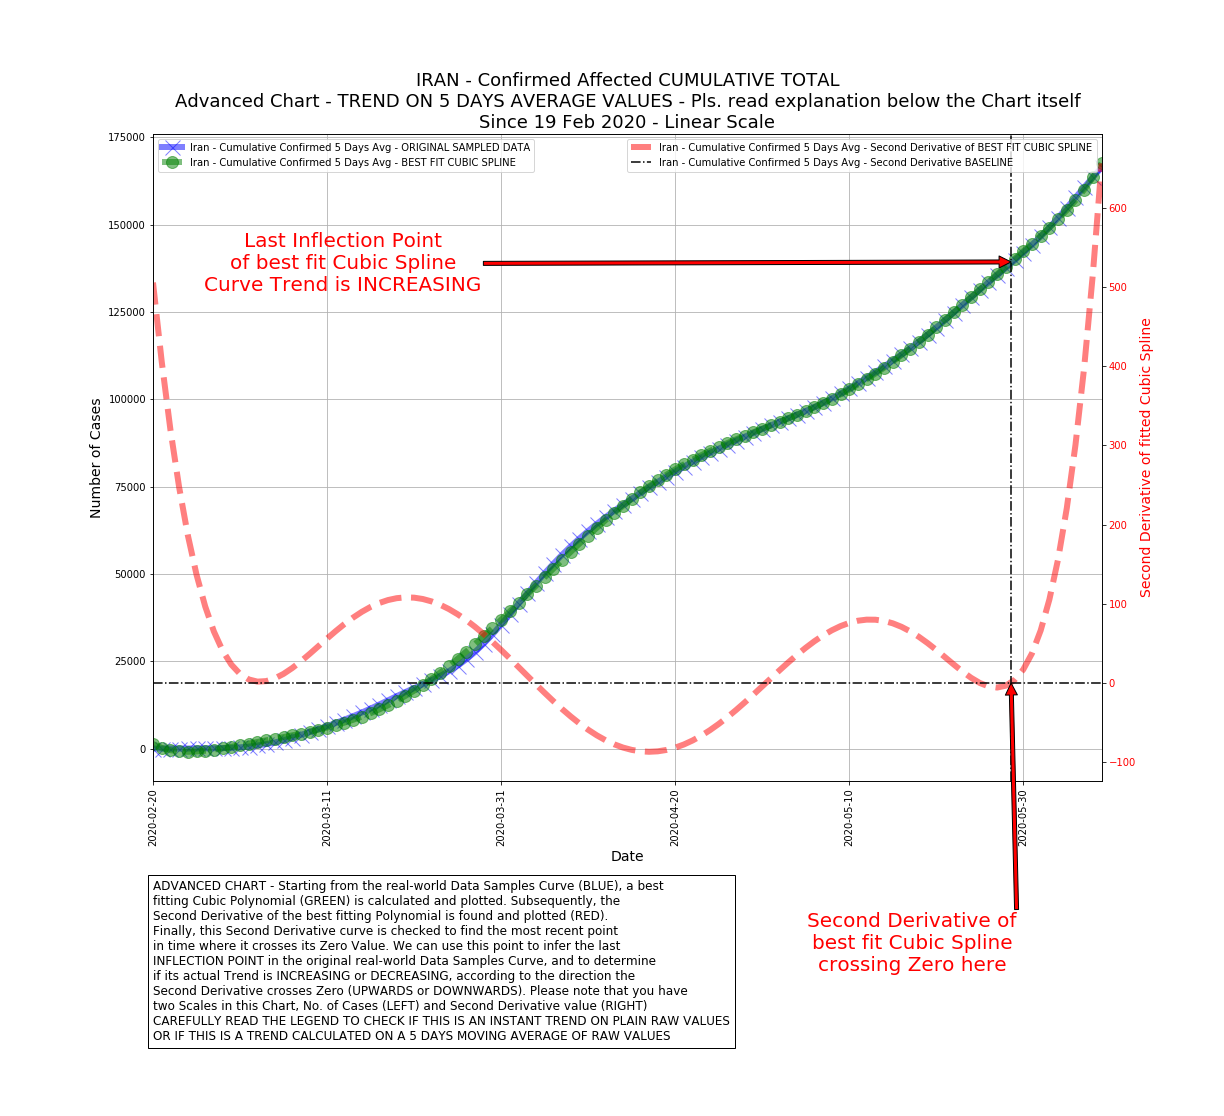 IRAN - Confirmed Affected CUMULATIVE TOTAL
Advanced Chart - TREND ON 5 DAYS AVERAGE VALUES - Pls. read explanation below the Chart itself
Since 19 Feb 2020 - Linear Scale
Iran - Cumulative Confirmed 5 Days Avg - ORIGINAL SAMPLED DATA
Iran - Cumulative Confirmed 5 Days Avg - BEST FIT CUBIC SPLINE
Iran - Cumulative Confirmed 5 Days Avg - Second Derivative of BEST FIT CUBIC SPLINE
Iran - Cumulative Confirmed 5 Days Avg - Second Derivative BASELINE
Last Inflection Point
of best fit Cubic Spline
Curve Trend is INCREASING
Number of Cases
175000
150000
125000
100000
75000
50000
25000
0
600
500
400
300
200
100
0
−100
Second Derivative of fitted Cubic Spline
2020-02-20
2020-03-11
2020-03-31
2020-04-20
2020-05-10
2020-05-30
Date
ADVANCED CHART - Starting from the real-world Data Samples Curve (BLUE), a best
fitting Cubic Polynomial (GREEN) is calculated and plotted. Subsequently, the
Second Derivative of the best fitting Polynomial is found and plotted (RED).
Finally, this Second Derivative curve is checked to find the most recent point
in time where it crosses its Zero Value. We can use this point to infer the last
INFLECTION POINT in the original real-world Data Samples Curve, and to determine
if its actual Trend is INCREASING or DECREASING, according to the direction the
Second Derivative crosses Zero (UPWARDS or DOWNWARDS). Please note that you have
two Scales in this Chart, No. of Cases (LEFT) and Second Derivative value (RIGHT)
CAREFULLY READ THE LEGEND TO CHECK IF THIS IS AN INSTANT TREND ON PLAIN RAW VALUES
OR IF THIS IS A TREND CALCULATED ON A 5 DAYS MOVING AVERAGE OF RAW VALUES
Second Derivative of
best fit Cubic Spline
crossing Zero here